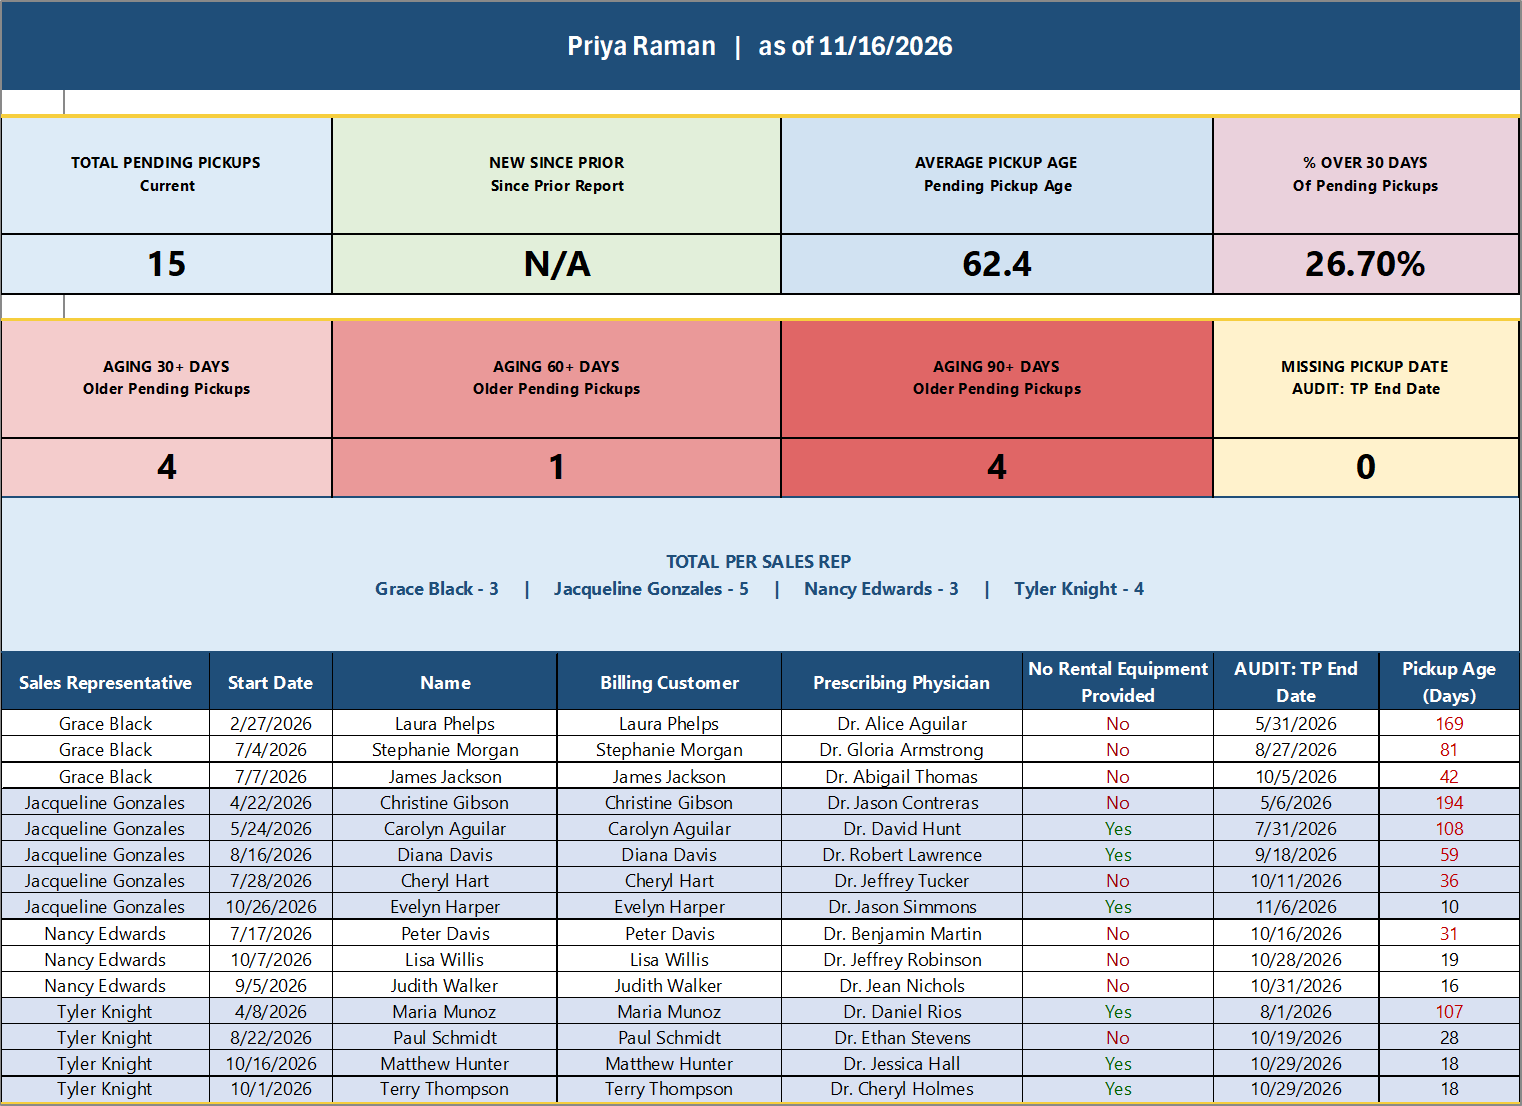 Priya Raman | as of 11/16/2026
TOTAL PENDING PICKUPS
Current
NEW SINCE PRIOR
Since Prior Report
AVERAGE PICKUP AGE
Pending Pickup Age
% OVER 30 DAYS
Of Pending Pickups
15
N/A
62.4
26.70%
AGING 30+ DAYS
Older Pending Pickups
AGING 60+ DAYS
Older Pending Pickups
AGING 90+ DAYS
Older Pending Pickups
MISSING PICKUP DATE
AUDIT: TP End Date
4
1
4
0
TOTAL PER SALES REP
Grace Black - 3 | Jacqueline Gonzales - 5 | Nancy Edwards - 3 | Tyler Knight - 4
Sales Representative
Start Date
Name
Billing Customer
Prescribing Physician
No Rental Equipment
Provided
AUDIT: TP End
Date
Pickup Age
(Days)
Grace Black 2/27/2026 Laura Phelps Laura Phelps Dr. Alice Aguilar No 5/31/2026 169
Grace Black 7/4/2026 Stephanie Morgan Stephanie Morgan Dr. Gloria Armstrong No 8/27/2026 81
Grace Black 7/7/2026 James Jackson James Jackson Dr. Abigail Thomas No 10/5/2026 42
Jacqueline Gonzales 4/22/2026 Christine Gibson Christine Gibson Dr. Jason Contreras No 5/6/2026 194
Jacqueline Gonzales 5/24/2026 Carolyn Aguilar Carolyn Aguilar Dr. David Hunt Yes 7/31/2026 108
Jacqueline Gonzales 8/16/2026 Diana Davis Diana Davis Dr. Robert Lawrence Yes 9/18/2026 59
Jacqueline Gonzales 7/28/2026 Cheryl Hart Cheryl Hart Dr. Jeffrey Tucker No 10/11/2026 36
Jacqueline Gonzales 10/26/2026 Evelyn Harper Evelyn Harper Dr. Jason Simmons Yes 11/6/2026 10
Nancy Edwards 7/17/2026 Peter Davis Peter Davis Dr. Benjamin Martin No 10/16/2026 31
Nancy Edwards 10/7/2026 Lisa Willis Lisa Willis Dr. Jeffrey Robinson No 10/28/2026 19
Nancy Edwards 9/5/2026 Judith Walker Judith Walker Dr. Jean Nichols No 10/31/2026 16
Tyler Knight 4/8/2026 Maria Munoz Maria Munoz Dr. Daniel Rios Yes 8/1/2026 107
Tyler Knight 8/22/2026 Paul Schmidt Paul Schmidt Dr. Ethan Stevens No 10/19/2026 28
Tyler Knight 10/16/2026 Matthew Hunter Matthew Hunter Dr. Jessica Hall Yes 10/29/2026 18
Tyler Knight 10/1/2026 Terry Thompson Terry Thompson Dr. Cheryl Holmes Yes 10/29/2026 18